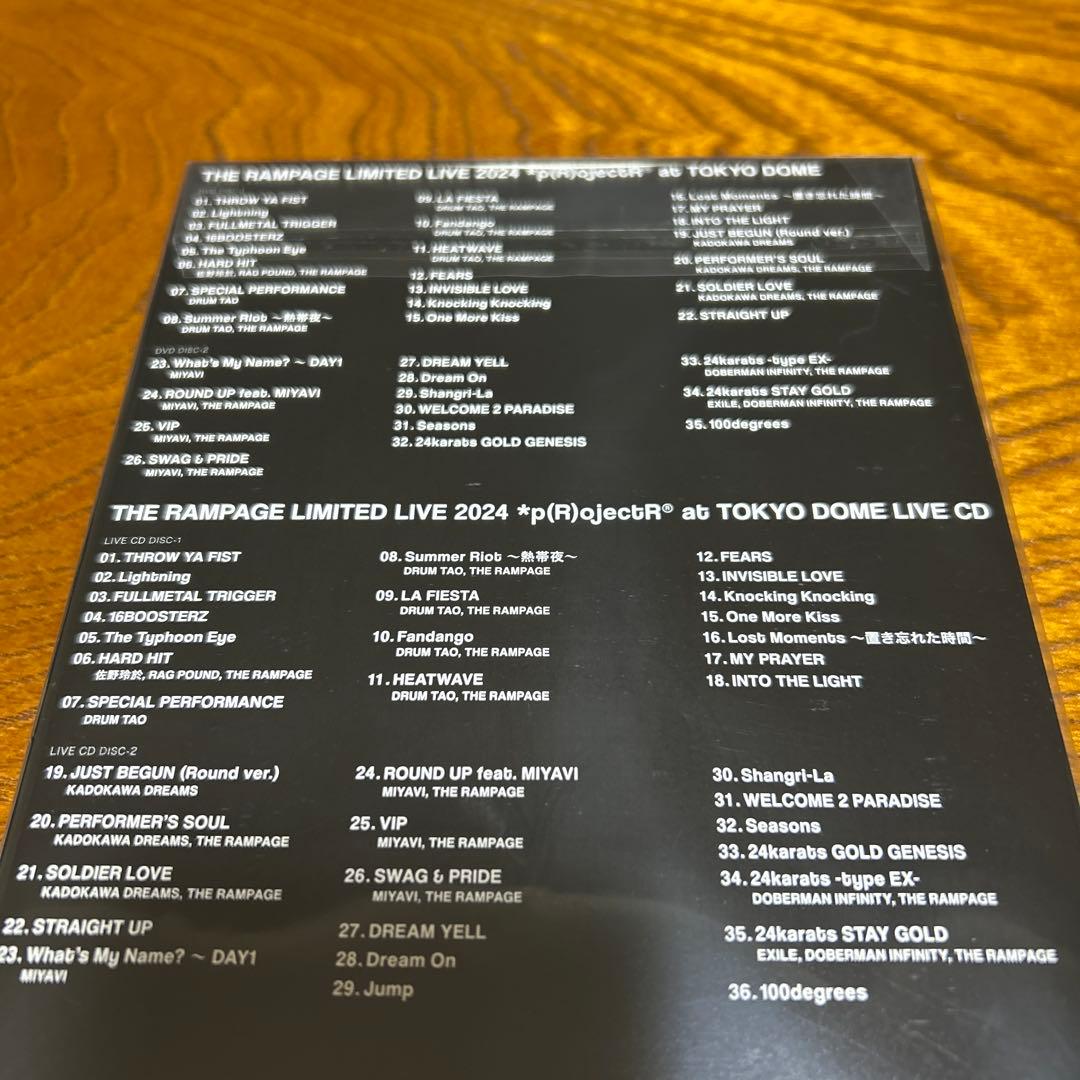 THE RAMPAGE LIMITED LIVE 2024 *p(R)ojectR® at TOKYO DOME
DVD DISC-1
01. THROW YA FIST
02. Lightning
03. FULLMETAL TRIGGER
04. 16BOOSTERZ
05. The Typhoon Eye
06. HARD HIT
佐野玲於, RAG POUND, THE RAMPAGE
07. SPECIAL PERFORMANCE
DRUM TAO
08. Summer Riot ～熱帯夜～
DRUM TAO, THE RAMPAGE
09. LA FIESTA
DRUM TAO, THE RAMPAGE
10. Fandango
DRUM TAO, THE RAMPAGE
11. HEATWAVE
DRUM TAO, THE RAMPAGE
12. FEARS
13. INVISIBLE LOVE
14. Knocking Knocking
15. One More Kiss
16. Lost Moments ～置き忘れた時間～
17. MY PRAYER
18. INTO THE LIGHT
19. JUST BEGUN (Round ver.)
KADOKAWA DREAMS
20. PERFORMER'S SOUL
KADOKAWA DREAMS, THE RAMPAGE
21. SOLDIER LOVE
KADOKAWA DREAMS, THE RAMPAGE
22. STRAIGHT UP
DVD DISC-2
23. What's My Name? ～ DAY1
MIYAVI
24. ROUND UP feat. MIYAVI
MIYAVI, THE RAMPAGE
25. VIP
MIYAVI, THE RAMPAGE
26. SWAG & PRIDE
MIYAVI, THE RAMPAGE
27. DREAM YELL
28. Dream On
29. Shangri-La
30. WELCOME 2 PARADISE
31. Seasons
32. 24karats GOLD GENESIS
33. 24karats -type EX-
DOBERMAN INFINITY, THE RAMPAGE
34. 24karats STAY GOLD
EXILE, DOBERMAN INFINITY, THE RAMPAGE
35. 100degrees
THE RAMPAGE LIMITED LIVE 2024 *p(R)ojectR® at TOKYO DOME LIVE CD
LIVE CD DISC-1
01. THROW YA FIST
02. Lightning
03. FULLMETAL TRIGGER
04. 16BOOSTERZ
05. The Typhoon Eye
06. HARD HIT
佐野玲於, RAG POUND, THE RAMPAGE
07. SPECIAL PERFORMANCE
DRUM TAO
08. Summer Riot ～熱帯夜～
DRUM TAO, THE RAMPAGE
09. LA FIESTA
DRUM TAO, THE RAMPAGE
10. Fandango
DRUM TAO, THE RAMPAGE
11. HEATWAVE
DRUM TAO, THE RAMPAGE
12. FEARS
13. INVISIBLE LOVE
14. Knocking Knocking
15. One More Kiss
16. Lost Moments ～置き忘れた時間～
17. MY PRAYER
18. INTO THE LIGHT
LIVE CD DISC-2
19. JUST BEGUN (Round ver.)
KADOKAWA DREAMS
20. PERFORMER'S SOUL
KADOKAWA DREAMS, THE RAMPAGE
21. SOLDIER LOVE
KADOKAWA DREAMS, THE RAMPAGE
22. STRAIGHT UP
23. What's My Name? ～ DAY1
MIYAVI
24. ROUND UP feat. MIYAVI
MIYAVI, THE RAMPAGE
25. VIP
MIYAVI, THE RAMPAGE
26. SWAG & PRIDE
MIYAVI, THE RAMPAGE
27. DREAM YELL
28. Dream On
29. Jump
30. Shangri-La
31. WELCOME 2 PARADISE
32. Seasons
33. 24karats GOLD GENESIS
34. 24karats -type EX-
DOBERMAN INFINITY, THE RAMPAGE
35. 24karats STAY GOLD
EXILE, DOBERMAN INFINITY, THE RAMPAGE
36. 100degrees